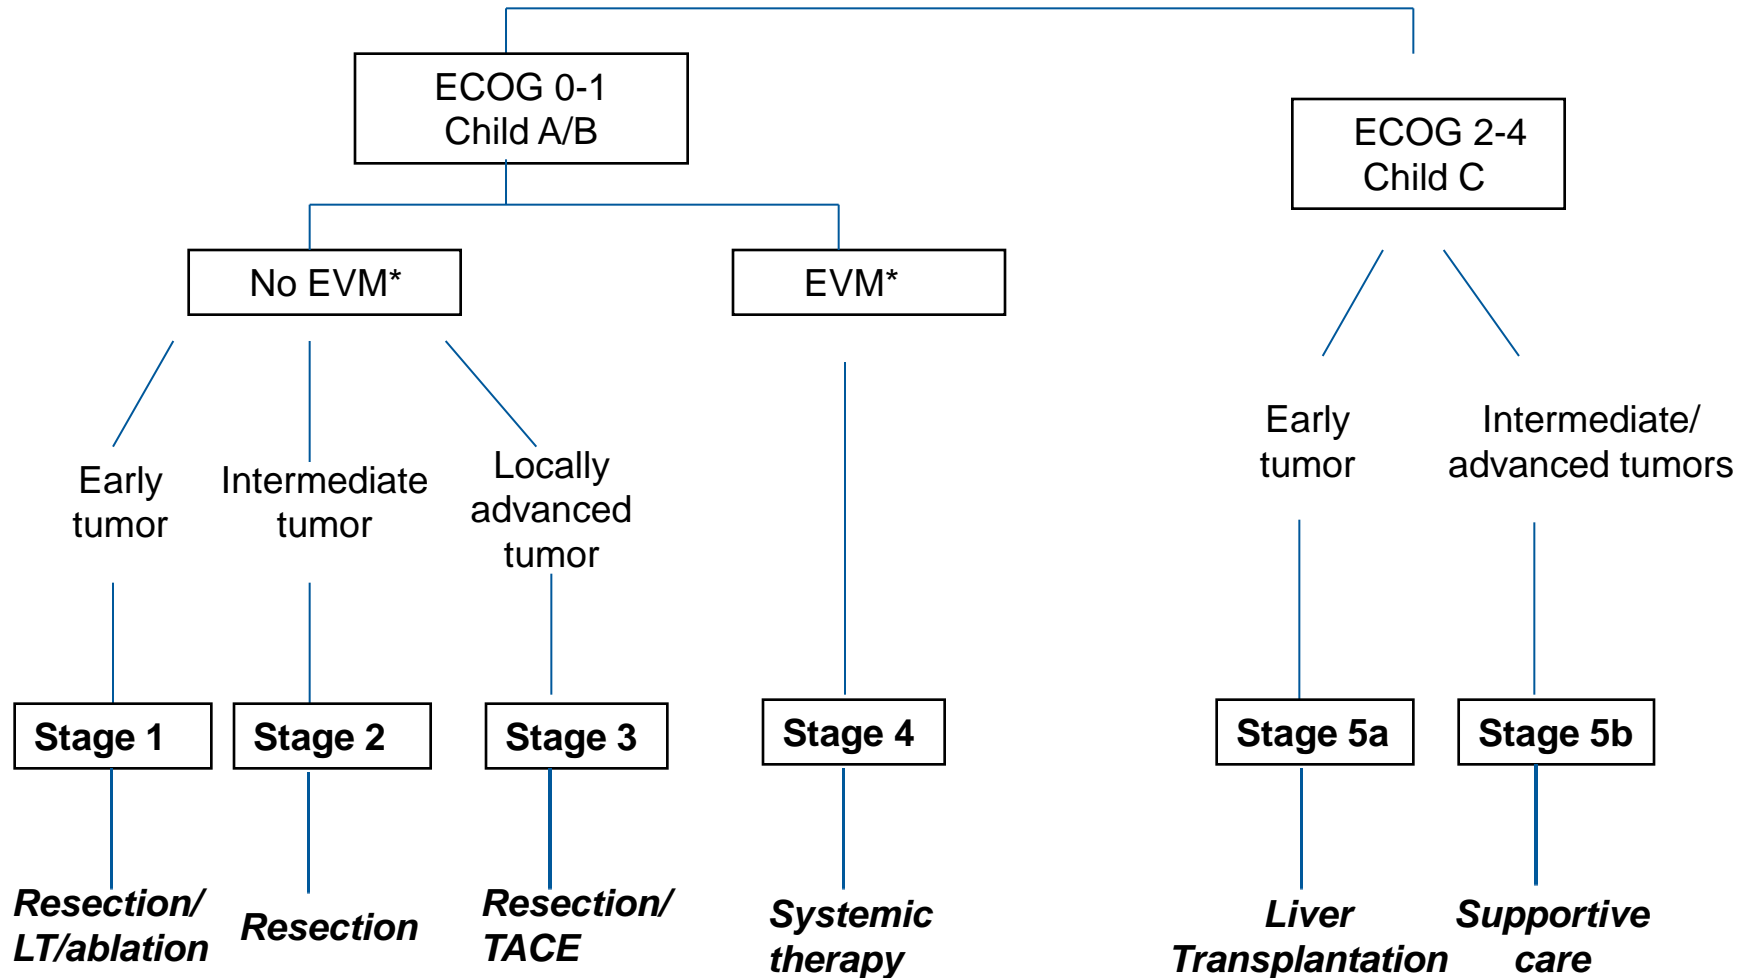 ECOG 0-1
Child A/B
ECOG 2-4
Child C
No EVM*
EVM*
Early
tumor
Intermediate
tumor
Locally
advanced
tumor
Early
tumor
Intermediate/
advanced tumors
Stage 1
Stage 2
Stage 3
Stage 4
Stage 5a
Stage 5b
Resection/
LT/ablation
Resection
Resection/
TACE
Systemic
therapy
Liver
Transplantation
Supportive
care